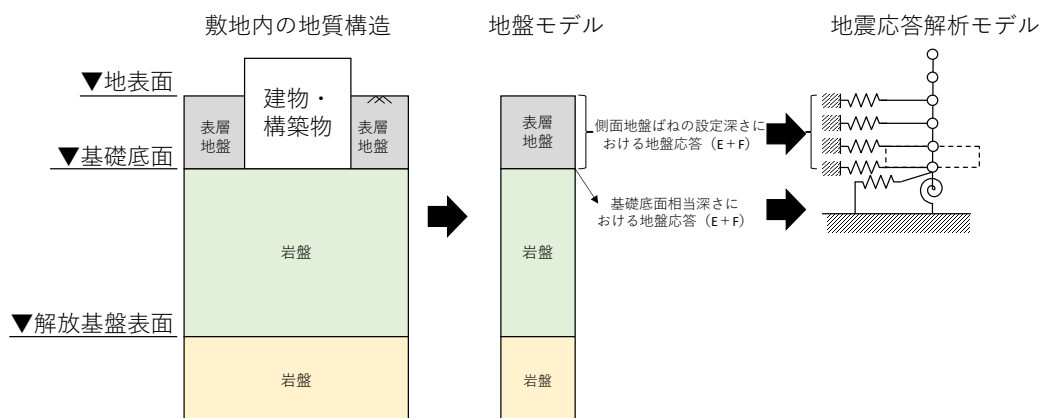 敷地内の地質構造
地盤モデル
地震応答解析モデル
▼地表面
建物・
構築物
表層
地盤
表層
地盤
▼基礎底面
岩盤
▼解放基盤表面
岩盤
表層
地盤
側面地盤ばねの設定深さに
おける地盤応答（E＋F）
基礎底面相当深さに
おける地盤応答（E＋F）
岩盤
岩盤